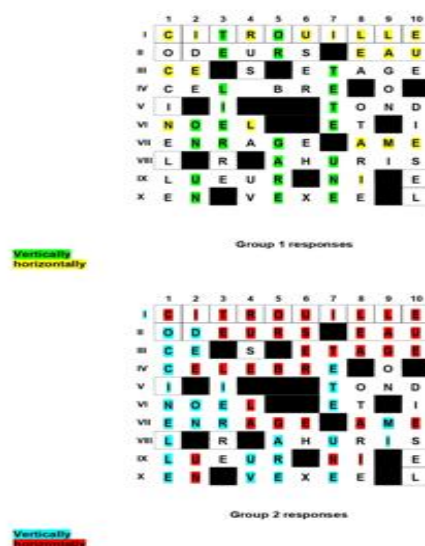 1 2 3 4 5 6 7 8 9 10
I C I T R O U I L L E
II O D E U R S E A U
III C E S E T A G E
IV C E L B R E O
V I I T O N D
VI N O E L E T I
VII E N R A G E A M E
VIII L R A H U R I S
IX L U E U R N I E
X E N V E X E E L
Group 1 responses
Vertically
horizontally
1 2 3 4 5 6 7 8 9 10
I C I T R O U I L L E
II O D E U R S E A U
III C E S E T A G E
IV C E L E B R E O
V I I T O N D
VI N O E L E T I
VII E N R A G E A M E
VIII L R A H U R I S
IX L U E U R N I E
X E N V E X E E L
Group 2 responses
Vertically
horizontally